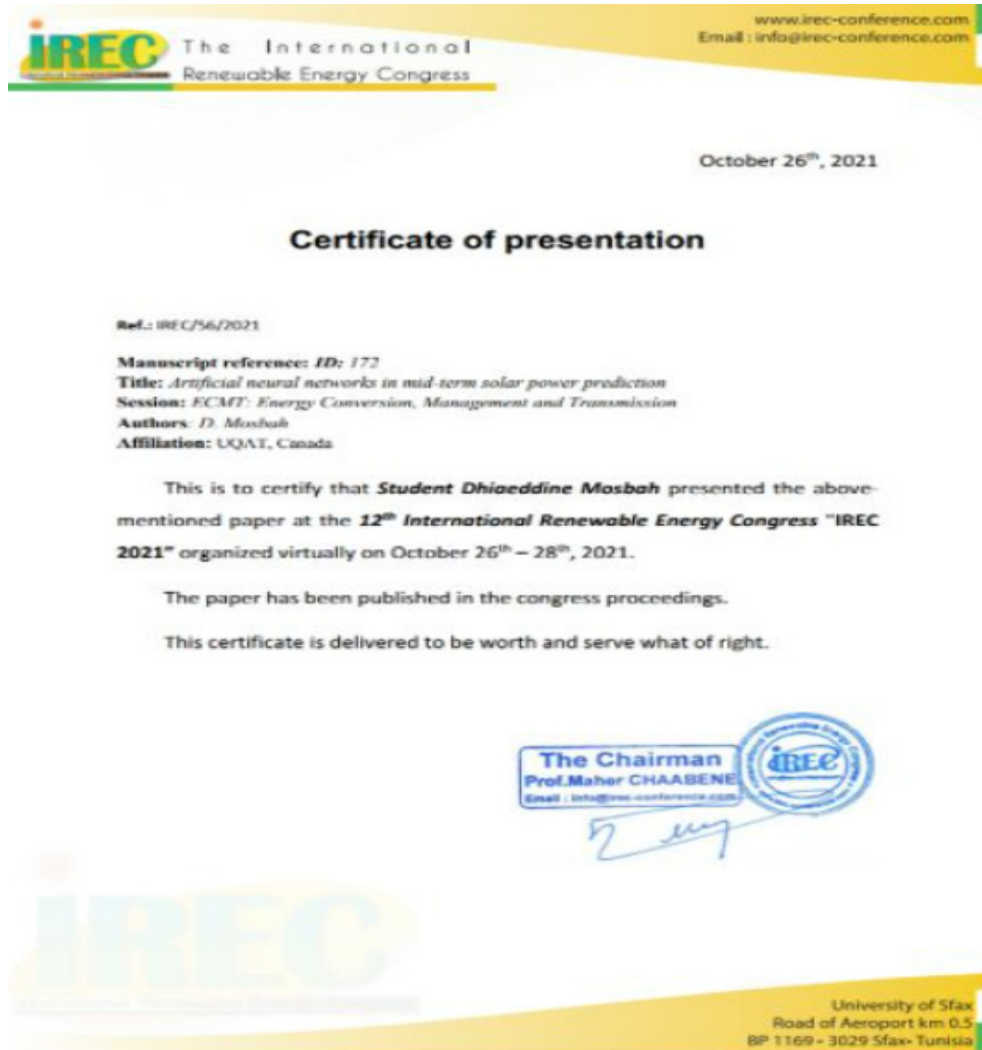 www.irec-conference.com
Email : info@irec-conference.com
iREC
The International
Renewable Energy Congress
October 26th, 2021
Certificate of presentation
Ref.: IREC/56/2021
Manuscript reference: ID: 172
Title: Artificial neural networks in mid-term solar power prediction
Session: ECMT: Energy Conversion, Management and Transmission
Authors: D. Mosbah
Affiliation: UQAT, Canada
This is to certify that Student Dhiaeddine Mosbah presented the above-
mentioned paper at the 12th International Renewable Energy Congress "IREC
2021" organized virtually on October 26th – 28th, 2021.
The paper has been published in the congress proceedings.
This certificate is delivered to be worth and serve what of right.
The Chairman
Prof.Maher CHAABENE
Email : info@irec-conference.com
iREC
iREC
University of Sfax
Road of Aeroport km 0.5
BP 1169 - 3029 Sfax- Tunisia